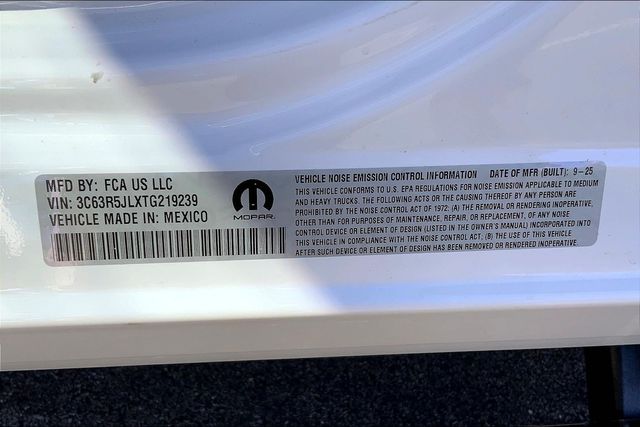 MFD BY: FCA US LLC
VIN: 3C63R5JLXTG219239
VEHICLE MADE IN: MEXICO
MOPAR.
VEHICLE NOISE EMISSION CONTROL INFORMATION DATE OF MFR (BUILT): 9-25
THIS VEHICLE CONFORMS TO U.S. EPA REGULATIONS FOR NOISE EMISSION APPLICABLE TO MEDIUM
AND HEAVY TRUCKS. THE FOLLOWING ACTS OR THE CAUSING THEREOF BY ANY PERSON ARE
PROHIBITED BY THE NOISE CONTROL ACT OF 1972: (A) THE REMOVAL OR RENDERING INOPERATIVE,
OTHER THAN FOR PURPOSES OF MAINTENANCE, REPAIR, OR REPLACEMENT, OF ANY NOISE
CONTROL DEVICE OR ELEMENT OF DESIGN (LISTED IN THE OWNER'S MANUAL) INCORPORATED INTO
THIS VEHICLE IN COMPLIANCE WITH THE NOISE CONTROL ACT; (B) THE USE OF THIS VEHICLE
AFTER SUCH DEVICE OR ELEMENT OF DESIGN HAS BEEN REMOVED OR RENDERED INOPERATIVE.